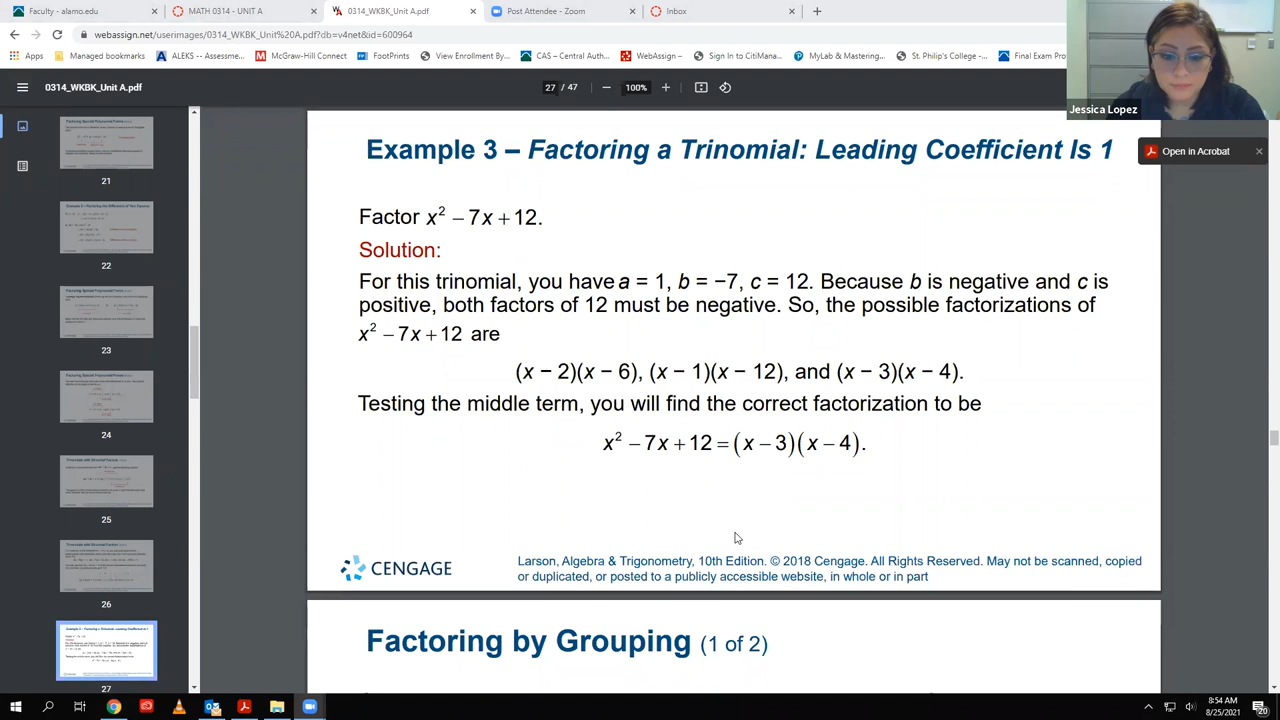 Faculty - alamo.edu
MATH 0314 - UNIT A
0314_WKBK_Unit A.pdf
Post Attendee - Zoom
Inbox
webassign.net/userimages/0314_WKBK_Unit%20A.pdf?db=v4net&id=600964
Apps
Managed bookmarks
ALEKS -- Assessme...
McGraw-Hill Connect
FootPrints
View Enrollment By...
CAS – Central Auth...
WebAssign –
Sign In to CitiMana...
MyLab & Mastering...
St. Philip's College -...
Final Exam Pro
0314_WKBK_Unit A.pdf
27 / 47
100%
Jessica Lopez
Open in Acrobat
21
22
23
24
25
26
27
Example 3 – Factoring a Trinomial: Leading Coefficient Is 1
Factor x² − 7x + 12.
Solution:
For this trinomial, you have a = 1, b = −7, c = 12. Because b is negative and c is
positive, both factors of 12 must be negative. So, the possible factorizations of
x² − 7x + 12 are
(x − 2)(x − 6), (x − 1)(x − 12), and (x − 3)(x − 4).
Testing the middle term, you will find the correct factorization to be
x² − 7x + 12 = (x − 3)(x − 4).
CENGAGE
Larson, Algebra & Trigonometry, 10th Edition. © 2018 Cengage. All Rights Reserved. May not be scanned, copied
or duplicated, or posted to a publicly accessible website, in whole or in part
Factoring by Grouping (1 of 2)
8:54 AM
8/25/2021
20